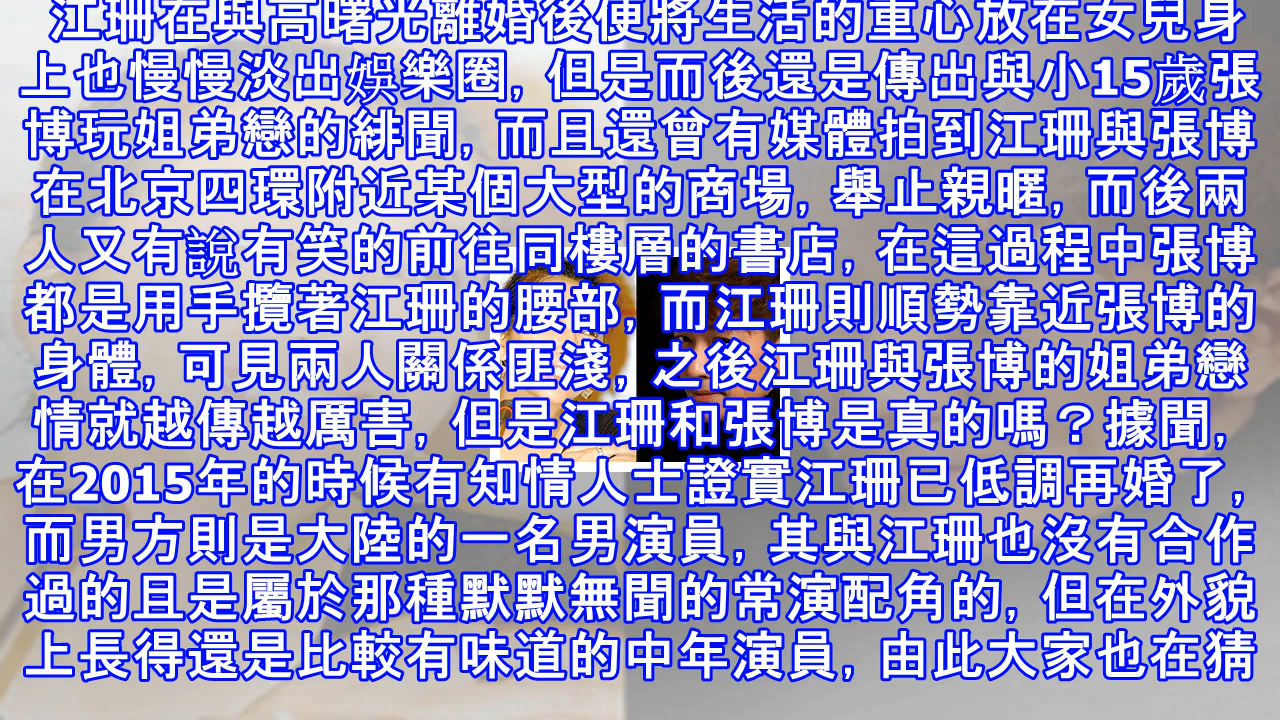 江珊在與高曙光離婚後便將生活的重心放在女兒身
上也慢慢淡出娛樂圈, 但是而後還是傳出與小15歲張
博玩姐弟戀的緋聞, 而且還曾有媒體拍到江珊與張博
在北京四環附近某個大型的商場, 舉止親暱, 而後兩
人又有說有笑的前往同樓層的書店, 在這過程中張博
都是用手攬著江珊的腰部, 而江珊則順勢靠近張博的
身體, 可見兩人關係匪淺, 之後江珊與張博的姐弟戀
情就越傳越厲害, 但是江珊和張博是真的嗎？據聞,
在2015年的時候有知情人士證實江珊已低調再婚了,
而男方則是大陸的一名男演員, 其與江珊也沒有合作
過的且是屬於那種默默無聞的常演配角的, 但在外貌
上長得還是比較有味道的中年演員, 由此大家也在猜